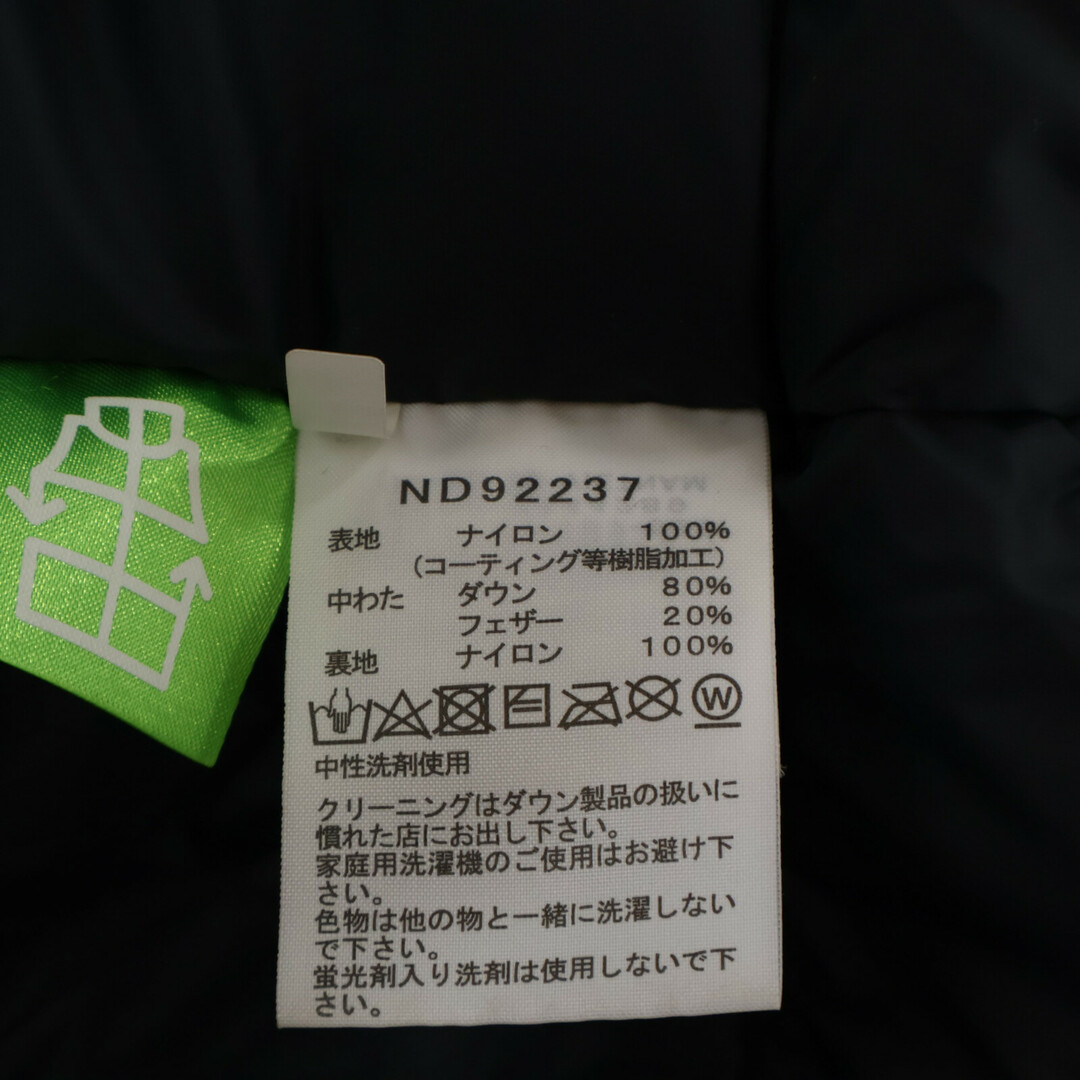 ND92237
表地 ナイロン 100%
(コーティング等樹脂加工)
中わた ダウン 80%
フェザー 20%
裏地 ナイロン 100%
W
中性洗剤使用
クリーニングはダウン製品の扱いに
慣れた店にお出し下さい。
家庭用洗濯機のご使用はお避け下
さい。
色物は他の物と一緒に洗濯しない
で下さい。
蛍光剤入り洗剤は使用しないで下
さい。